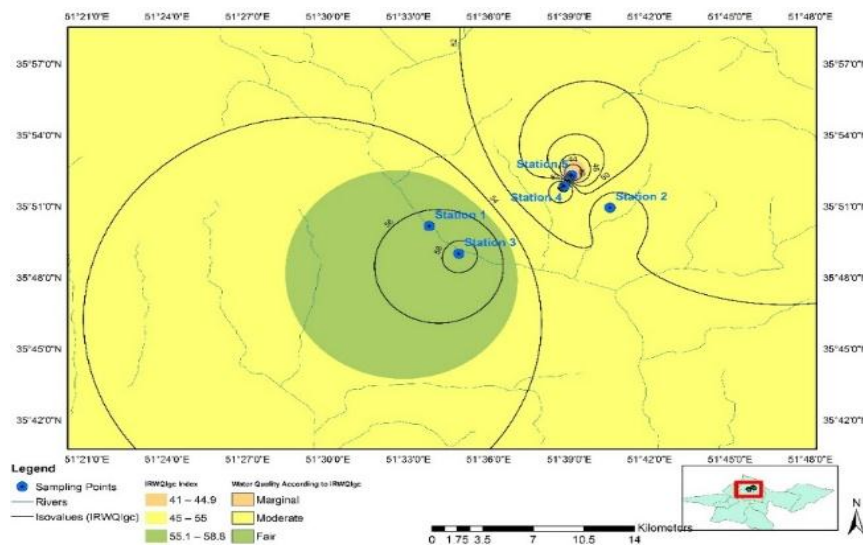 51°21'0"E 51°24'0"E 51°27'0"E 51°30'0"E 51°33'0"E 51°36'0"E 51°39'0"E 51°42'0"E 51°45'0"E 51°48'0"E
35°57'0"N 35°57'0"N
35°54'0"N 35°54'0"N
Station 5
Station 4
Station 2
35°51'0"N 35°51'0"N
Station 1
56
Station 3
58
35°48'0"N 35°48'0"N
35°45'0"N 35°45'0"N
35°42'0"N 35°42'0"N
51°21'0"E 51°24'0"E 51°27'0"E 51°30'0"E 51°33'0"E 51°36'0"E 51°39'0"E 51°42'0"E 51°45'0"E 51°48'0"E
Legend
Sampling Points
Rivers
Isovalues (IRWQIgc)
IRWQIgc Index
41 – 44.9
45 – 55
55.1 – 58.8
Water Quality According to IRWQIgc
Marginal
Moderate
Fair
Kilometers
0 1.75 3.5 7 10.5 14
N